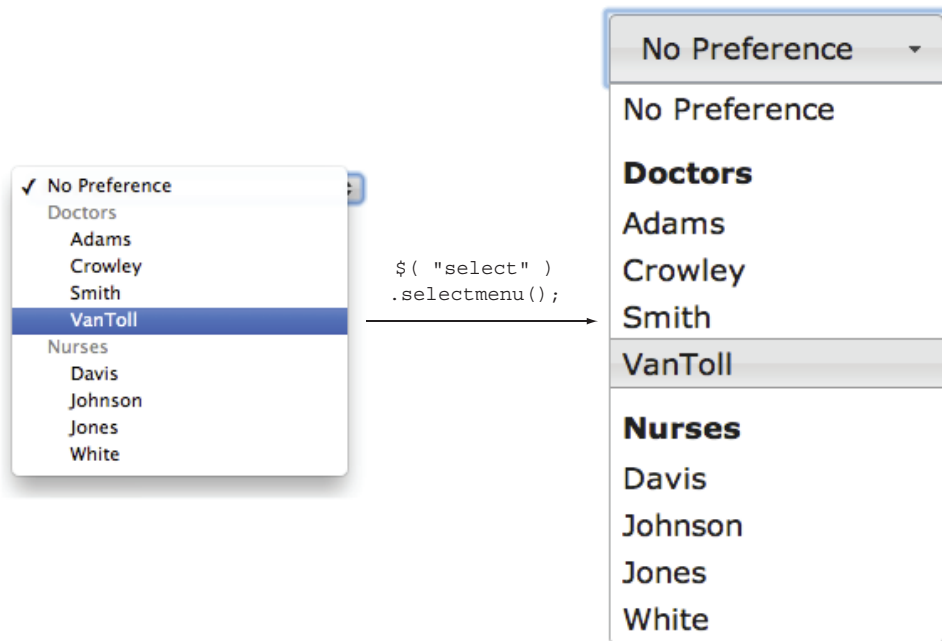 ✓ No Preference
Doctors
Adams
Crowley
Smith
VanToll
Nurses
Davis
Johnson
Jones
White
$( "select" )
.selectmenu();
No Preference
No Preference
Doctors
Adams
Crowley
Smith
VanToll
Nurses
Davis
Johnson
Jones
White